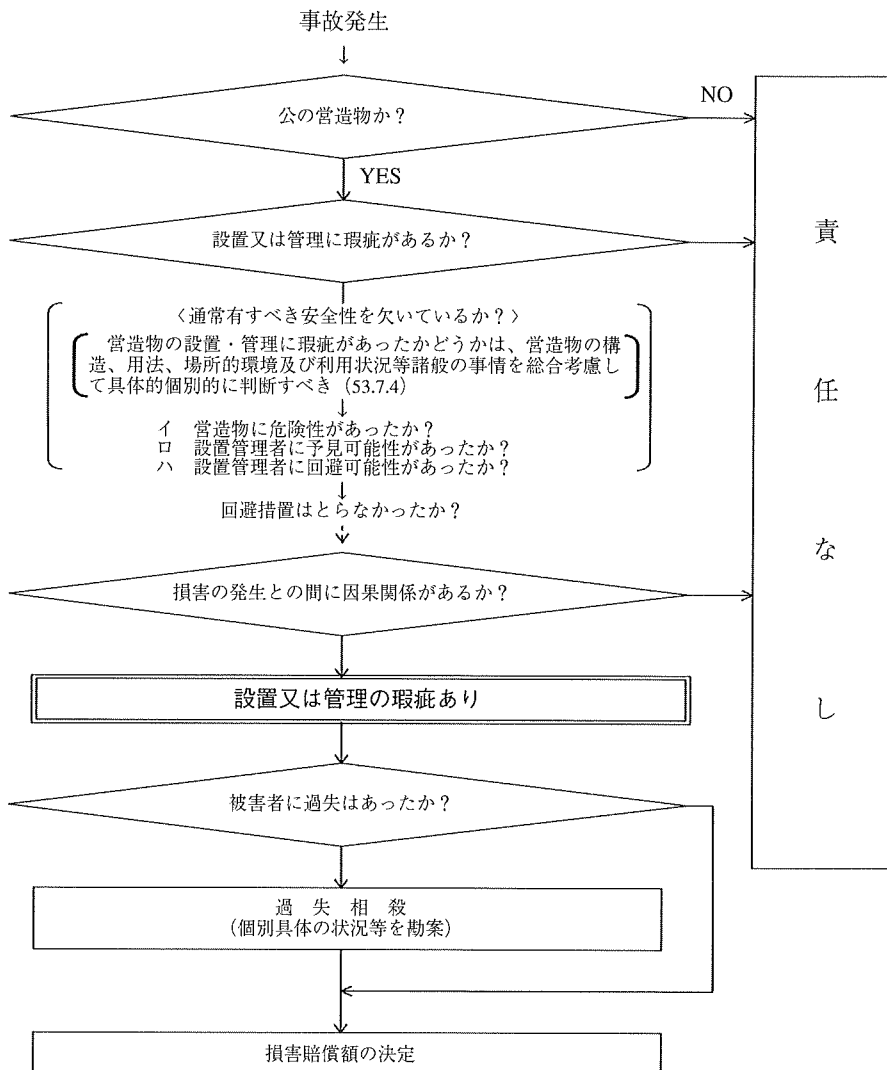 事故発生
↓
公の営造物か？
NO
YES
設置又は管理に瑕疵があるか？
〈通常有すべき安全性を欠いているか？〉
営造物の設置・管理に瑕疵があったかどうかは、営造物の構
造、用法、場所的環境及び利用状況等諸般の事情を総合考慮し
て具体的個別的に判断すべき（53.7.4）
↓
イ　営造物に危険性があったか？
ロ　設置管理者に予見可能性があったか？
ハ　設置管理者に回避可能性があったか？
↓
回避措置はとらなかったか？
損害の発生との間に因果関係があるか？
設置又は管理の瑕疵あり
被害者に過失はあったか？
過　失　相　殺
（個別具体の状況等を勘案）
損害賠償額の決定
責任なし